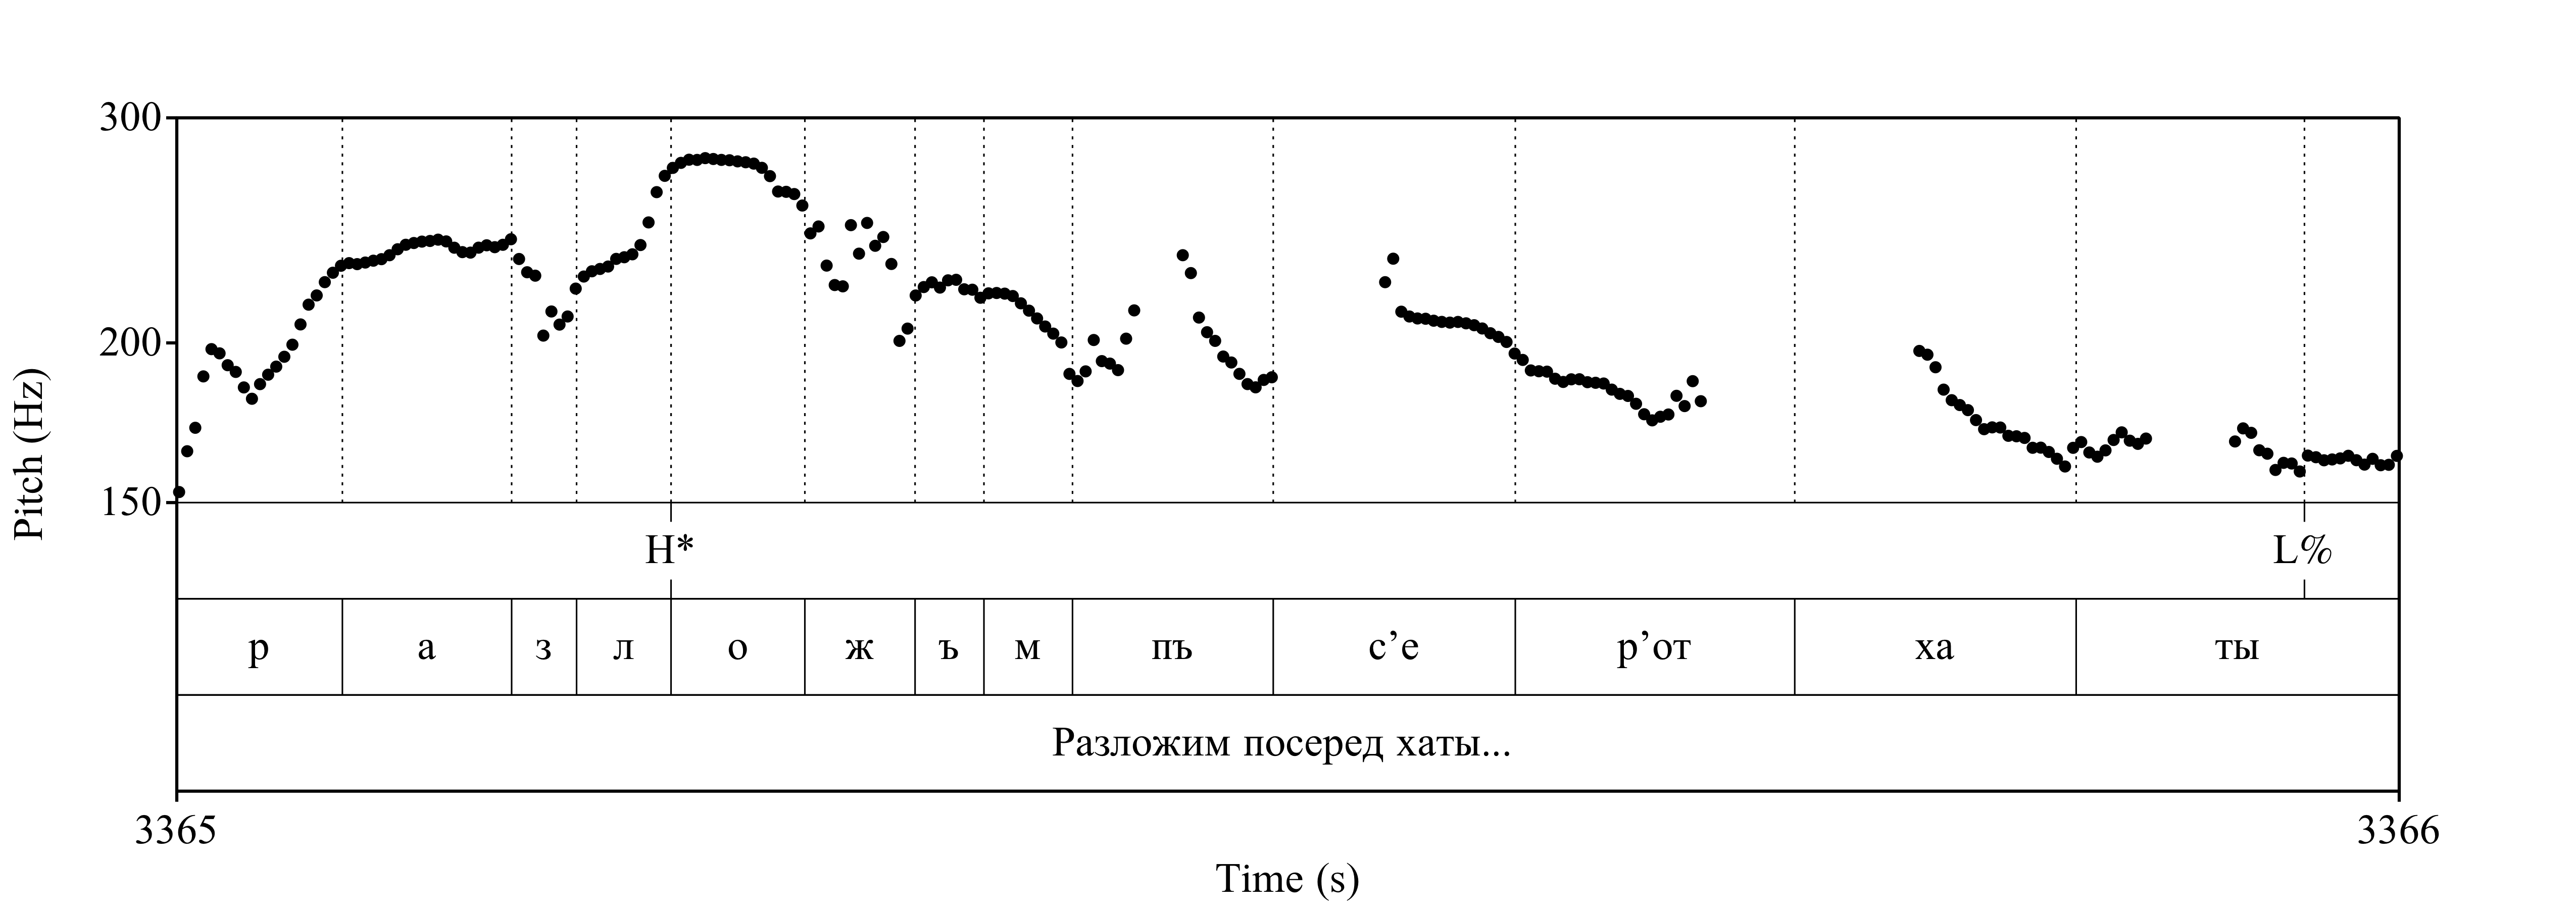 300
200
150
Pitch (Hz)
H* L%
р а з л о ж ъ м пъ с’е р’от ха ты
Разложим посеред хаты...
3365 3366
Time (s)